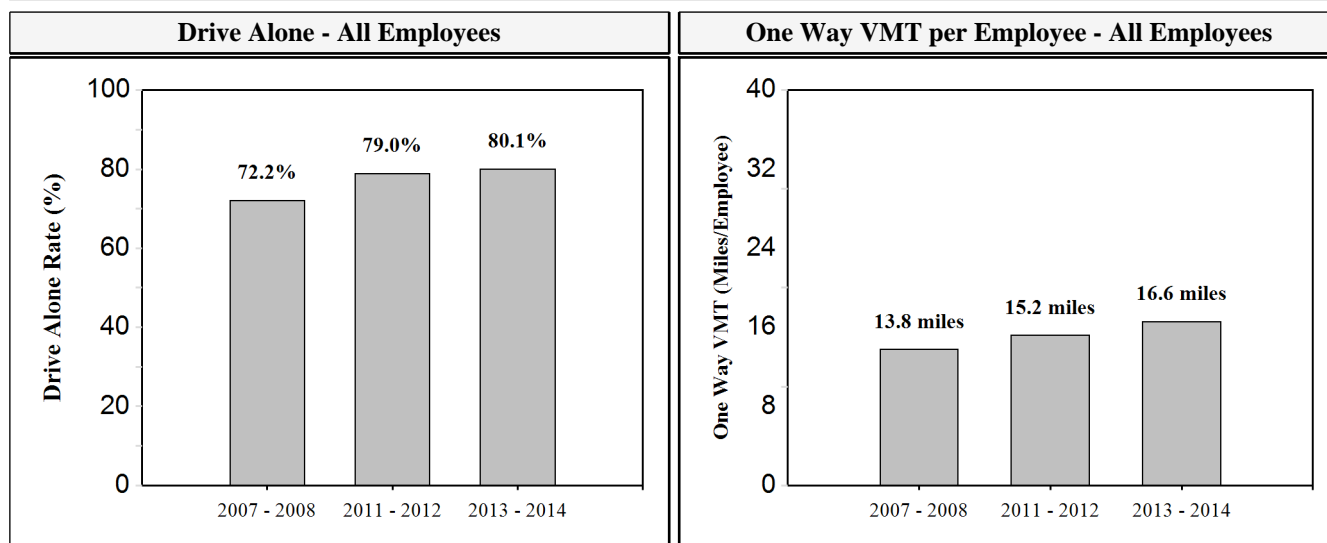 Drive Alone - All Employees
One Way VMT per Employee - All Employees
Drive Alone Rate (%)
100
80
60
40
20
0
72.2%
79.0%
80.1%
2007 - 2008
2011 - 2012
2013 - 2014
One Way VMT (Miles/Employee)
40
32
24
16
8
0
13.8 miles
15.2 miles
16.6 miles
2007 - 2008
2011 - 2012
2013 - 2014